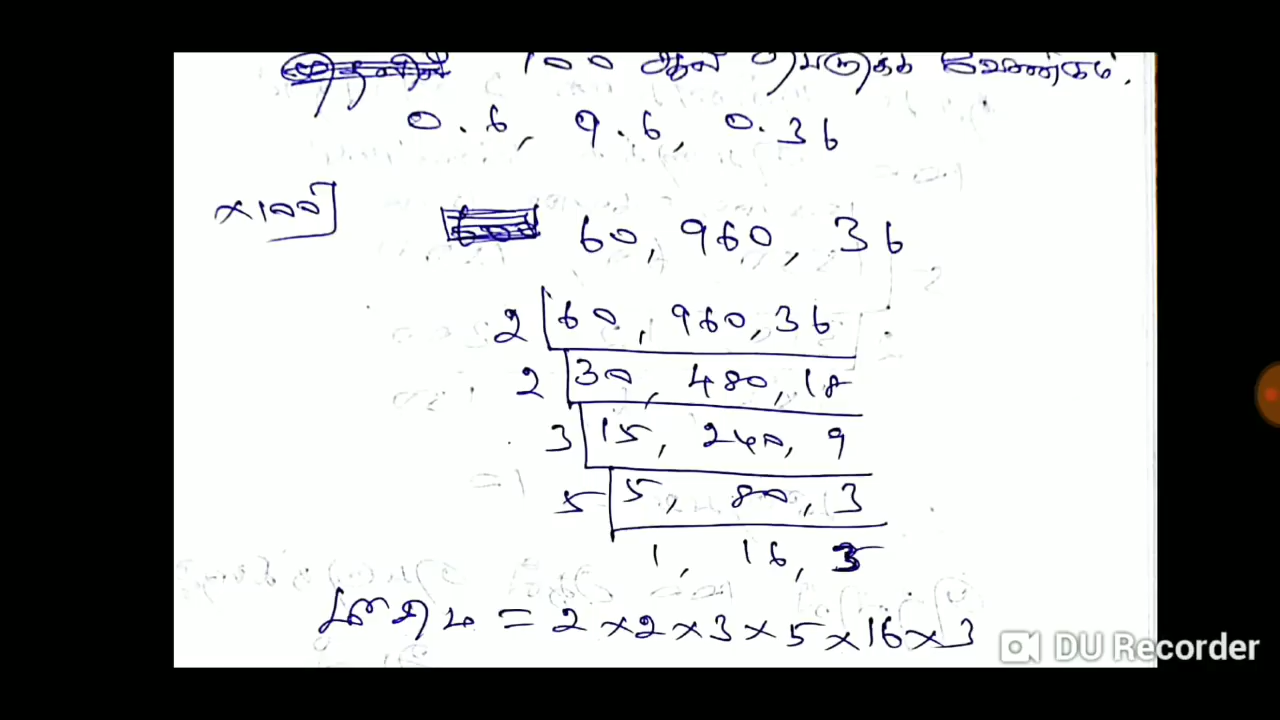 100 ஆல் பெருக்க வேண்டும்.
0.6, 9.6, 0.36
×100
60, 960, 36
2 60, 960, 36
2 30, 480, 18
3 15, 240, 9
5 5, 80, 3
1, 16, 3
மீசிம = 2 × 2 × 3 × 5 × 16 × 3
DU Recorder